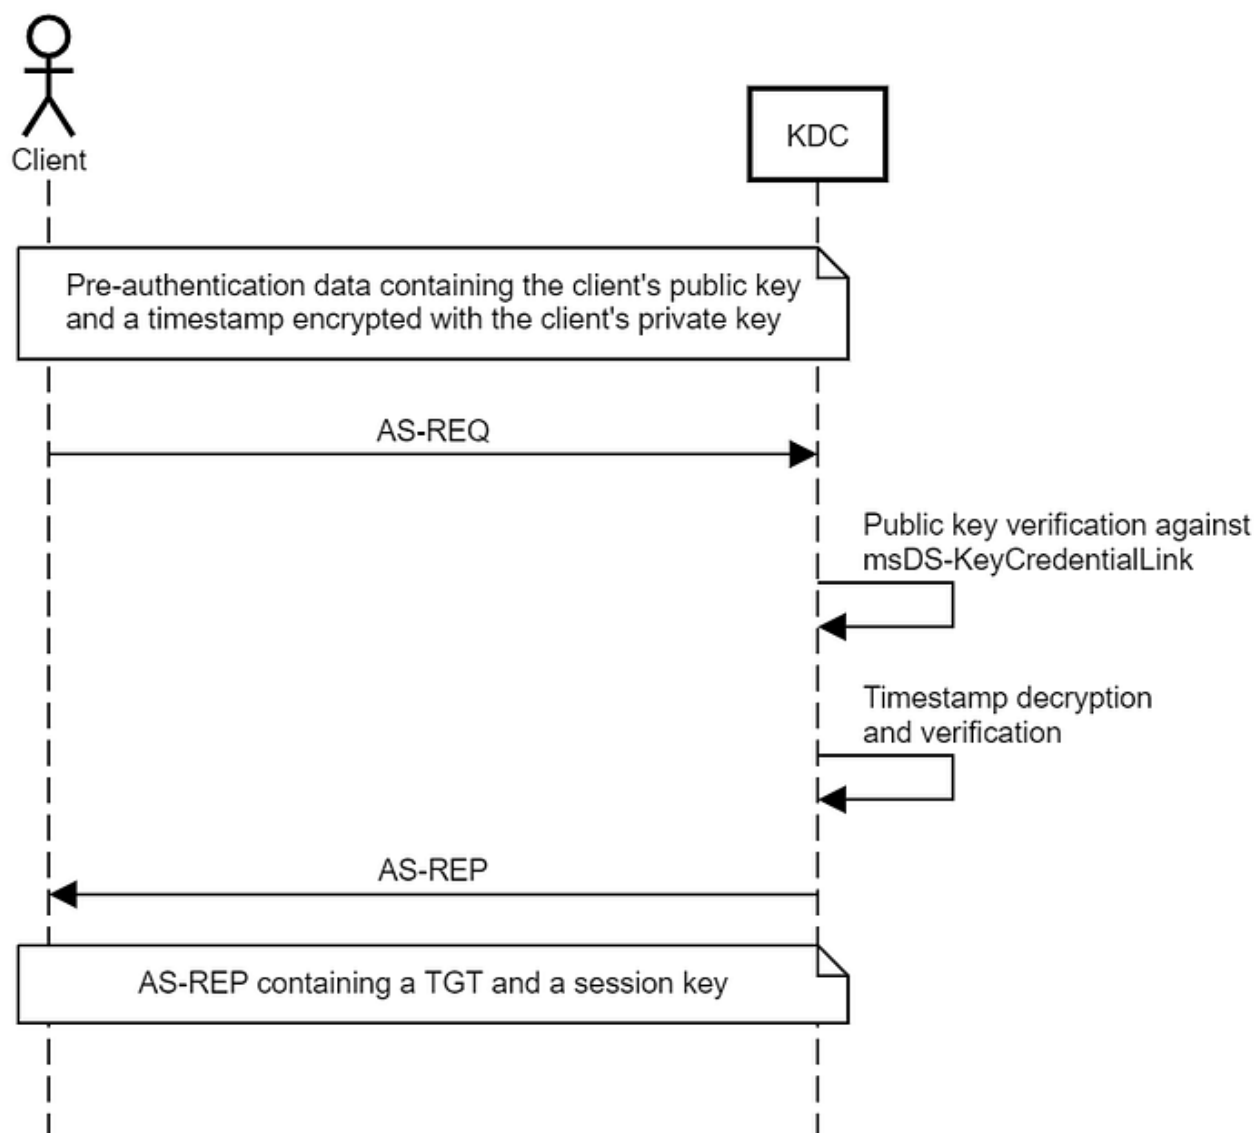 Client
KDC
Pre-authentication data containing the client's public key
and a timestamp encrypted with the client's private key
AS-REQ
Public key verification against
msDS-KeyCredentialLink
Timestamp decryption
and verification
AS-REP
AS-REP containing a TGT and a session key